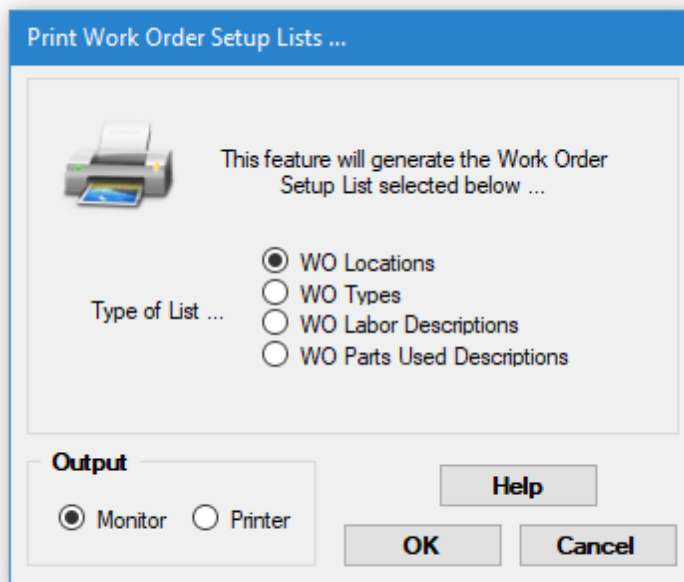 Print Work Order Setup Lists ...
This feature will generate the Work Order
Setup List selected below ...
Type of List ...
WO Locations
WO Types
WO Labor Descriptions
WO Parts Used Descriptions
Output
Monitor
Printer
Help
OK
Cancel